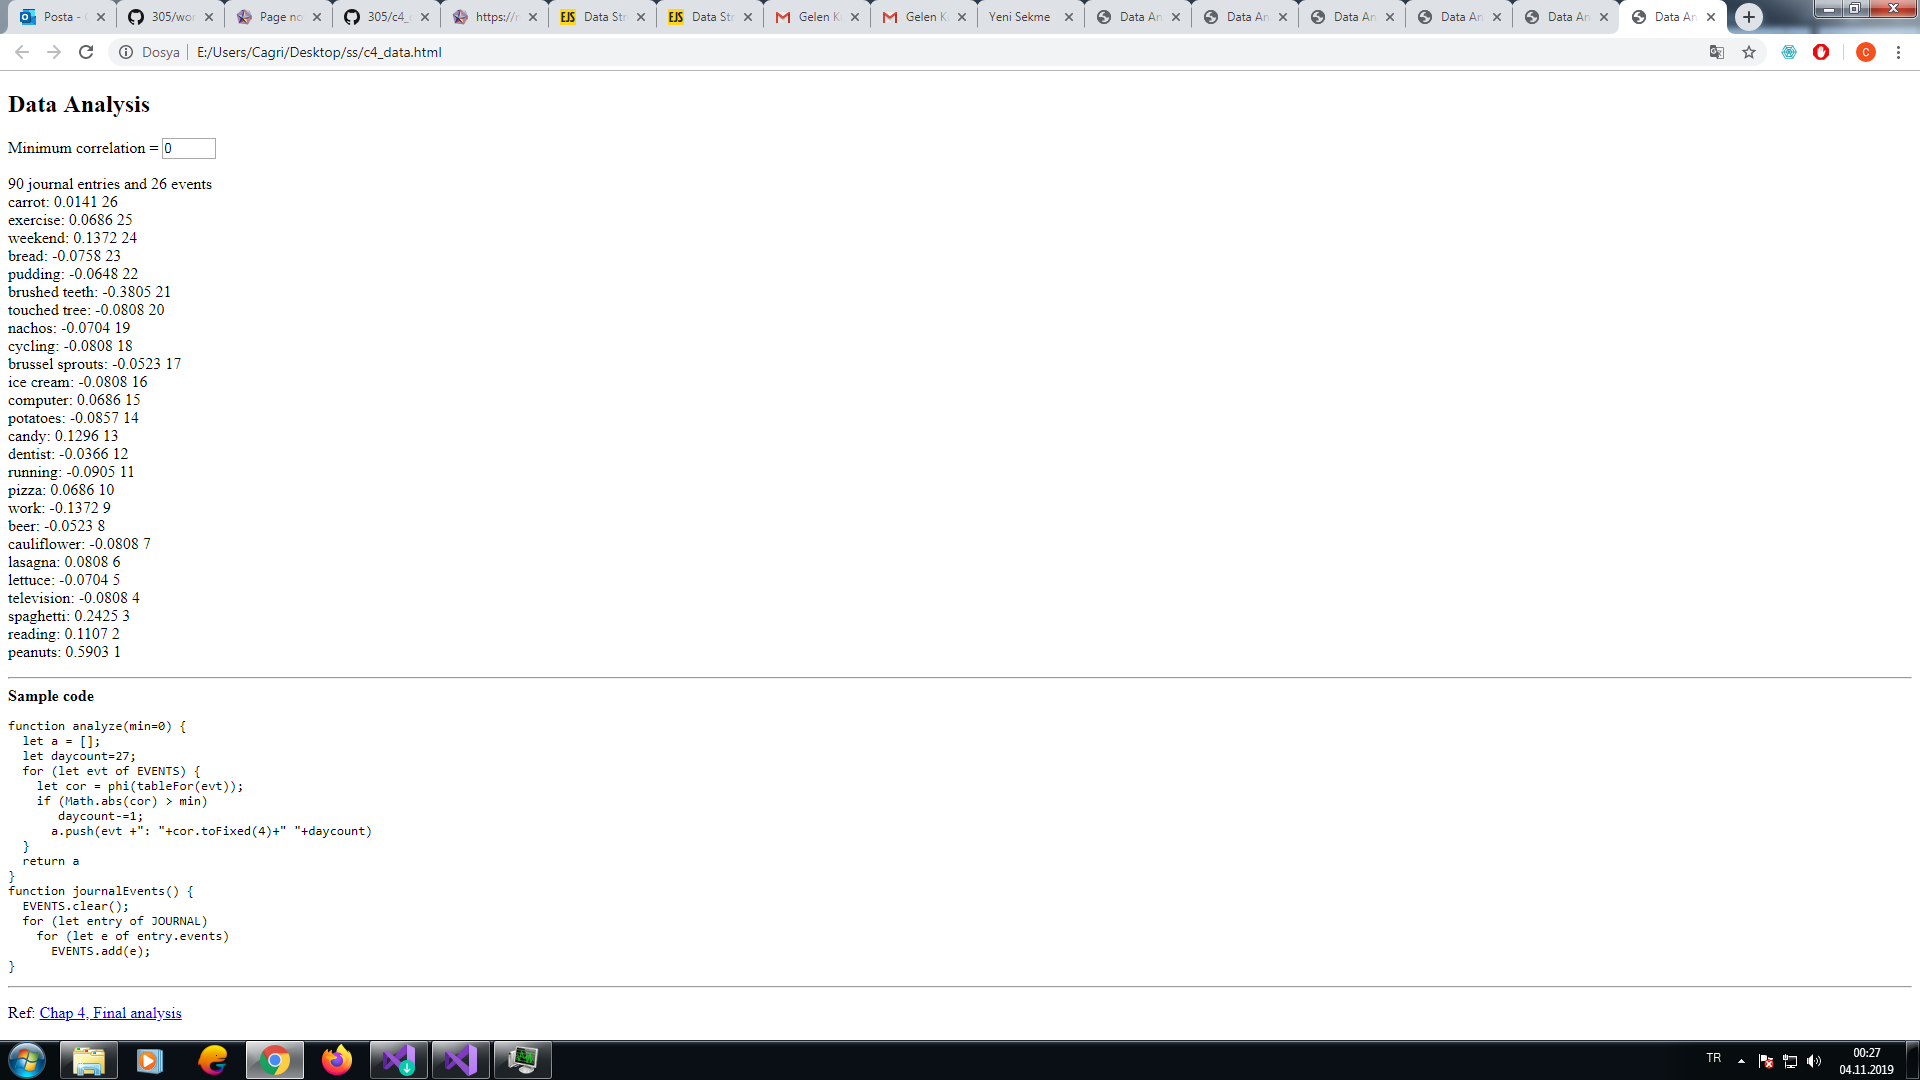 Posta - 
305/wor
Page no
305/c4_
https://
EJS Data Str
EJS Data Str
Gelen K
Gelen K
Yeni Sekme
Data An
Data An
Data An
Data An
Data An
Data An
Dosya | E:/Users/Cagri/Desktop/ss/c4_data.html
C
Data Analysis
Minimum correlation = 0
90 journal entries and 26 events
carrot: 0.0141 26
exercise: 0.0686 25
weekend: 0.1372 24
bread: -0.0758 23
pudding: -0.0648 22
brushed teeth: -0.3805 21
touched tree: -0.0808 20
nachos: -0.0704 19
cycling: -0.0808 18
brussel sprouts: -0.0523 17
ice cream: -0.0808 16
computer: 0.0686 15
potatoes: -0.0857 14
candy: 0.1296 13
dentist: -0.0366 12
running: -0.0905 11
pizza: 0.0686 10
work: -0.1372 9
beer: -0.0523 8
cauliflower: -0.0808 7
lasagna: 0.0808 6
lettuce: -0.0704 5
television: -0.0808 4
spaghetti: 0.2425 3
reading: 0.1107 2
peanuts: 0.5903 1
Sample code
function analyze(min=0) {
  let a = [];
  let daycount=27;
  for (let evt of EVENTS) {
    let cor = phi(tableFor(evt));
    if (Math.abs(cor) > min)
       daycount-=1;
      a.push(evt +": "+cor.toFixed(4)+" "+daycount)
  }
  return a
}
function journalEvents() {
  EVENTS.clear();
  for (let entry of JOURNAL)
    for (let e of entry.events)
      EVENTS.add(e);
}
Ref: Chap 4, Final analysis
TR
00:27
04.11.2019